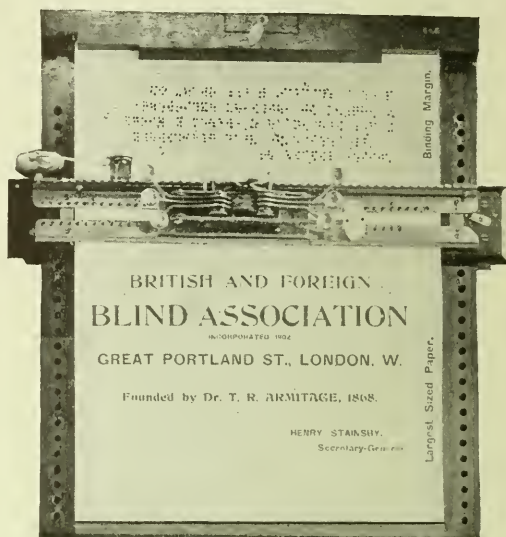 Binding Margin.
BRITISH AND FOREIGN
BLIND ASSOCIATION
INCORPORATED 1902
GREAT PORTLAND ST., LONDON, W.
Founded by Dr. T. R. ARMITAGE, 1868.
HENRY STAINSBY,
Secretary-General
Largest Sized Paper.